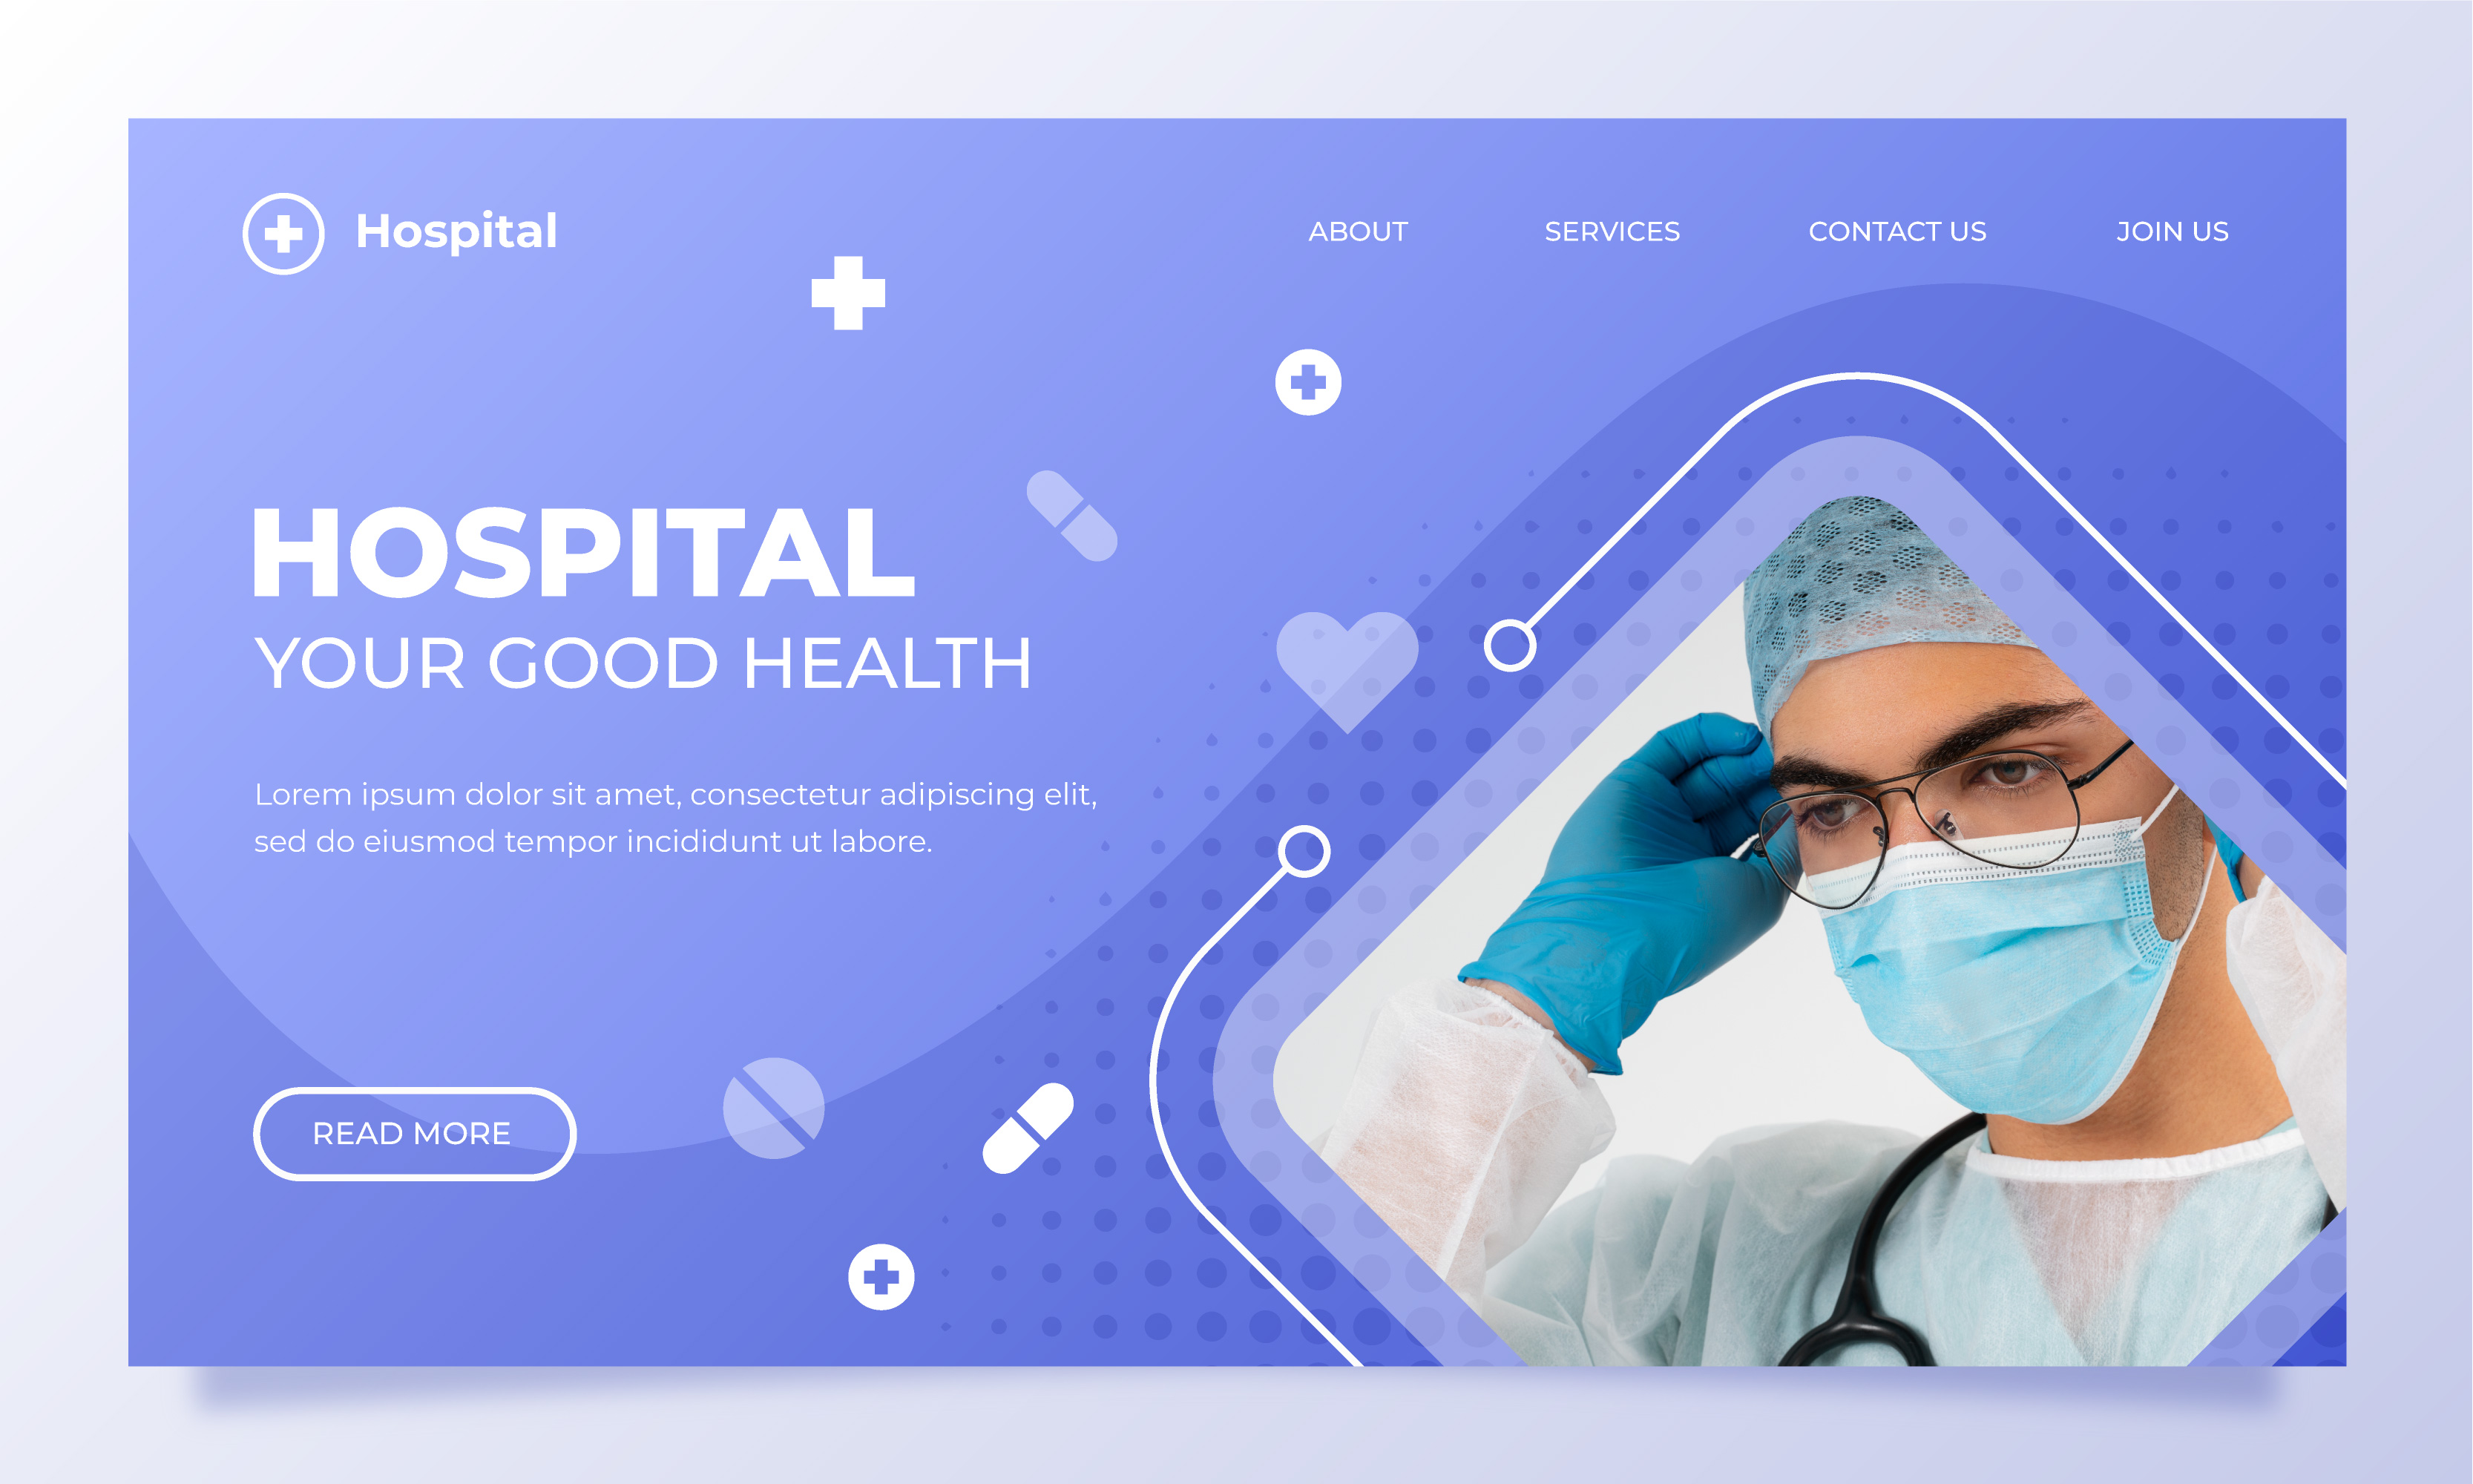 Hospital
ABOUT
SERVICES
CONTACT US
JOIN US
HOSPITAL
YOUR GOOD HEALTH
Lorem ipsum dolor sit amet, consectetur adipiscing elit,
sed do eiusmod tempor incididunt ut labore.
READ MORE